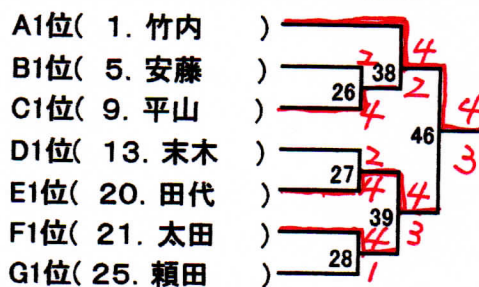 A1位( 1. 竹内 )
4
B1位( 5. 安藤 )
2 38
26 2
C1位( 9. 平山 )
4
46 4
3
D1位( 13. 末木 )
2
27
E1位( 20. 田代 )
4 4
39
F1位( 21. 太田 )
4 3
28
G1位( 25. 頼田 )
1